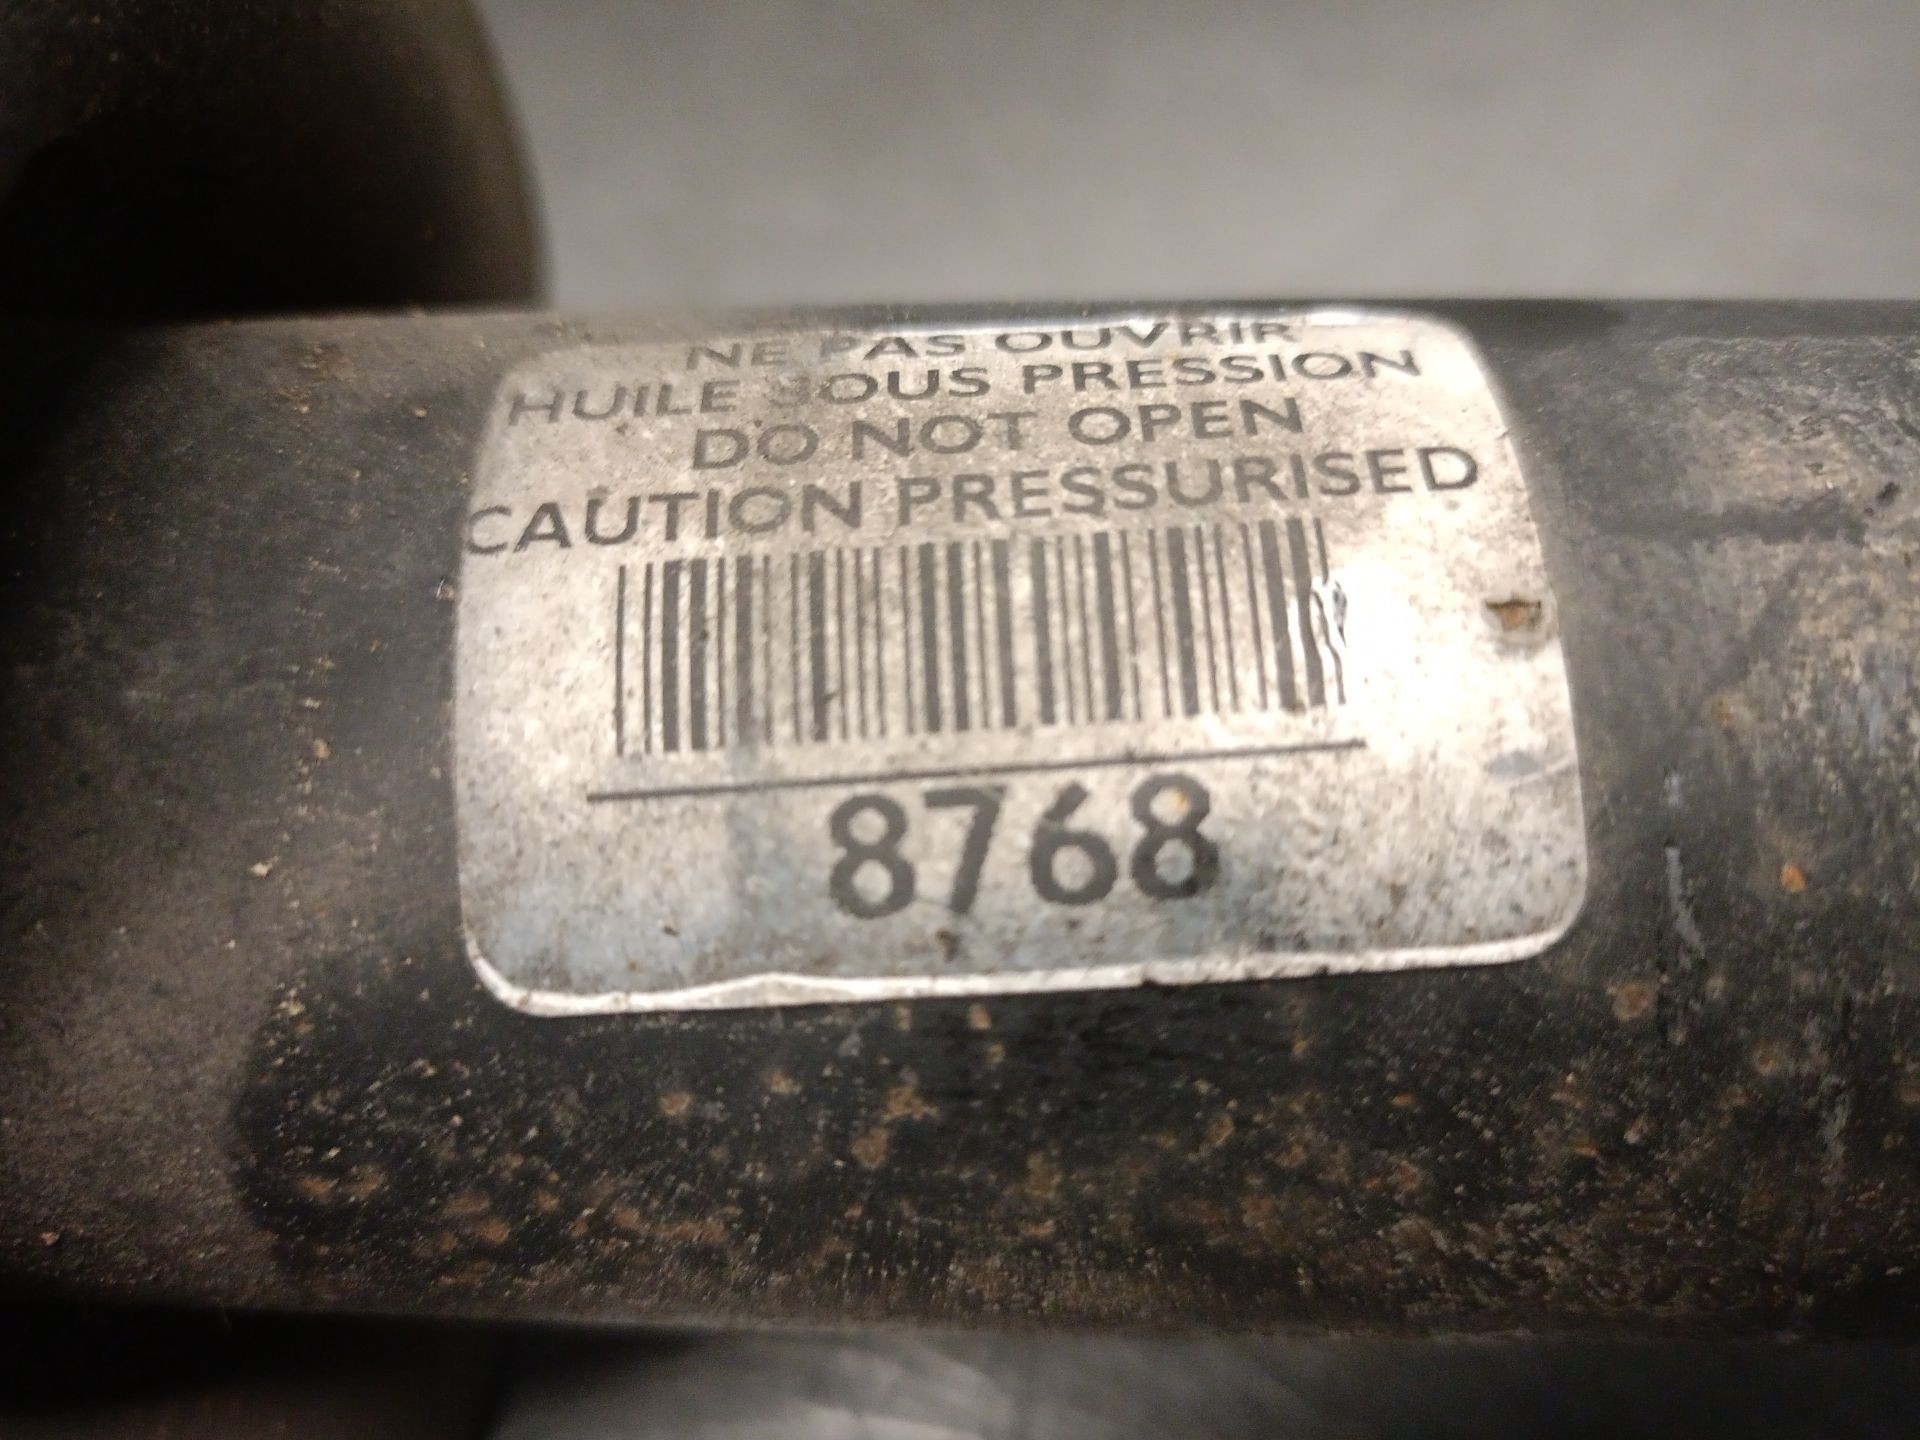 NE PAS OUVRIR
HUILE SOUS PRESSION
DO NOT OPEN
CAUTION PRESSURISED
8768